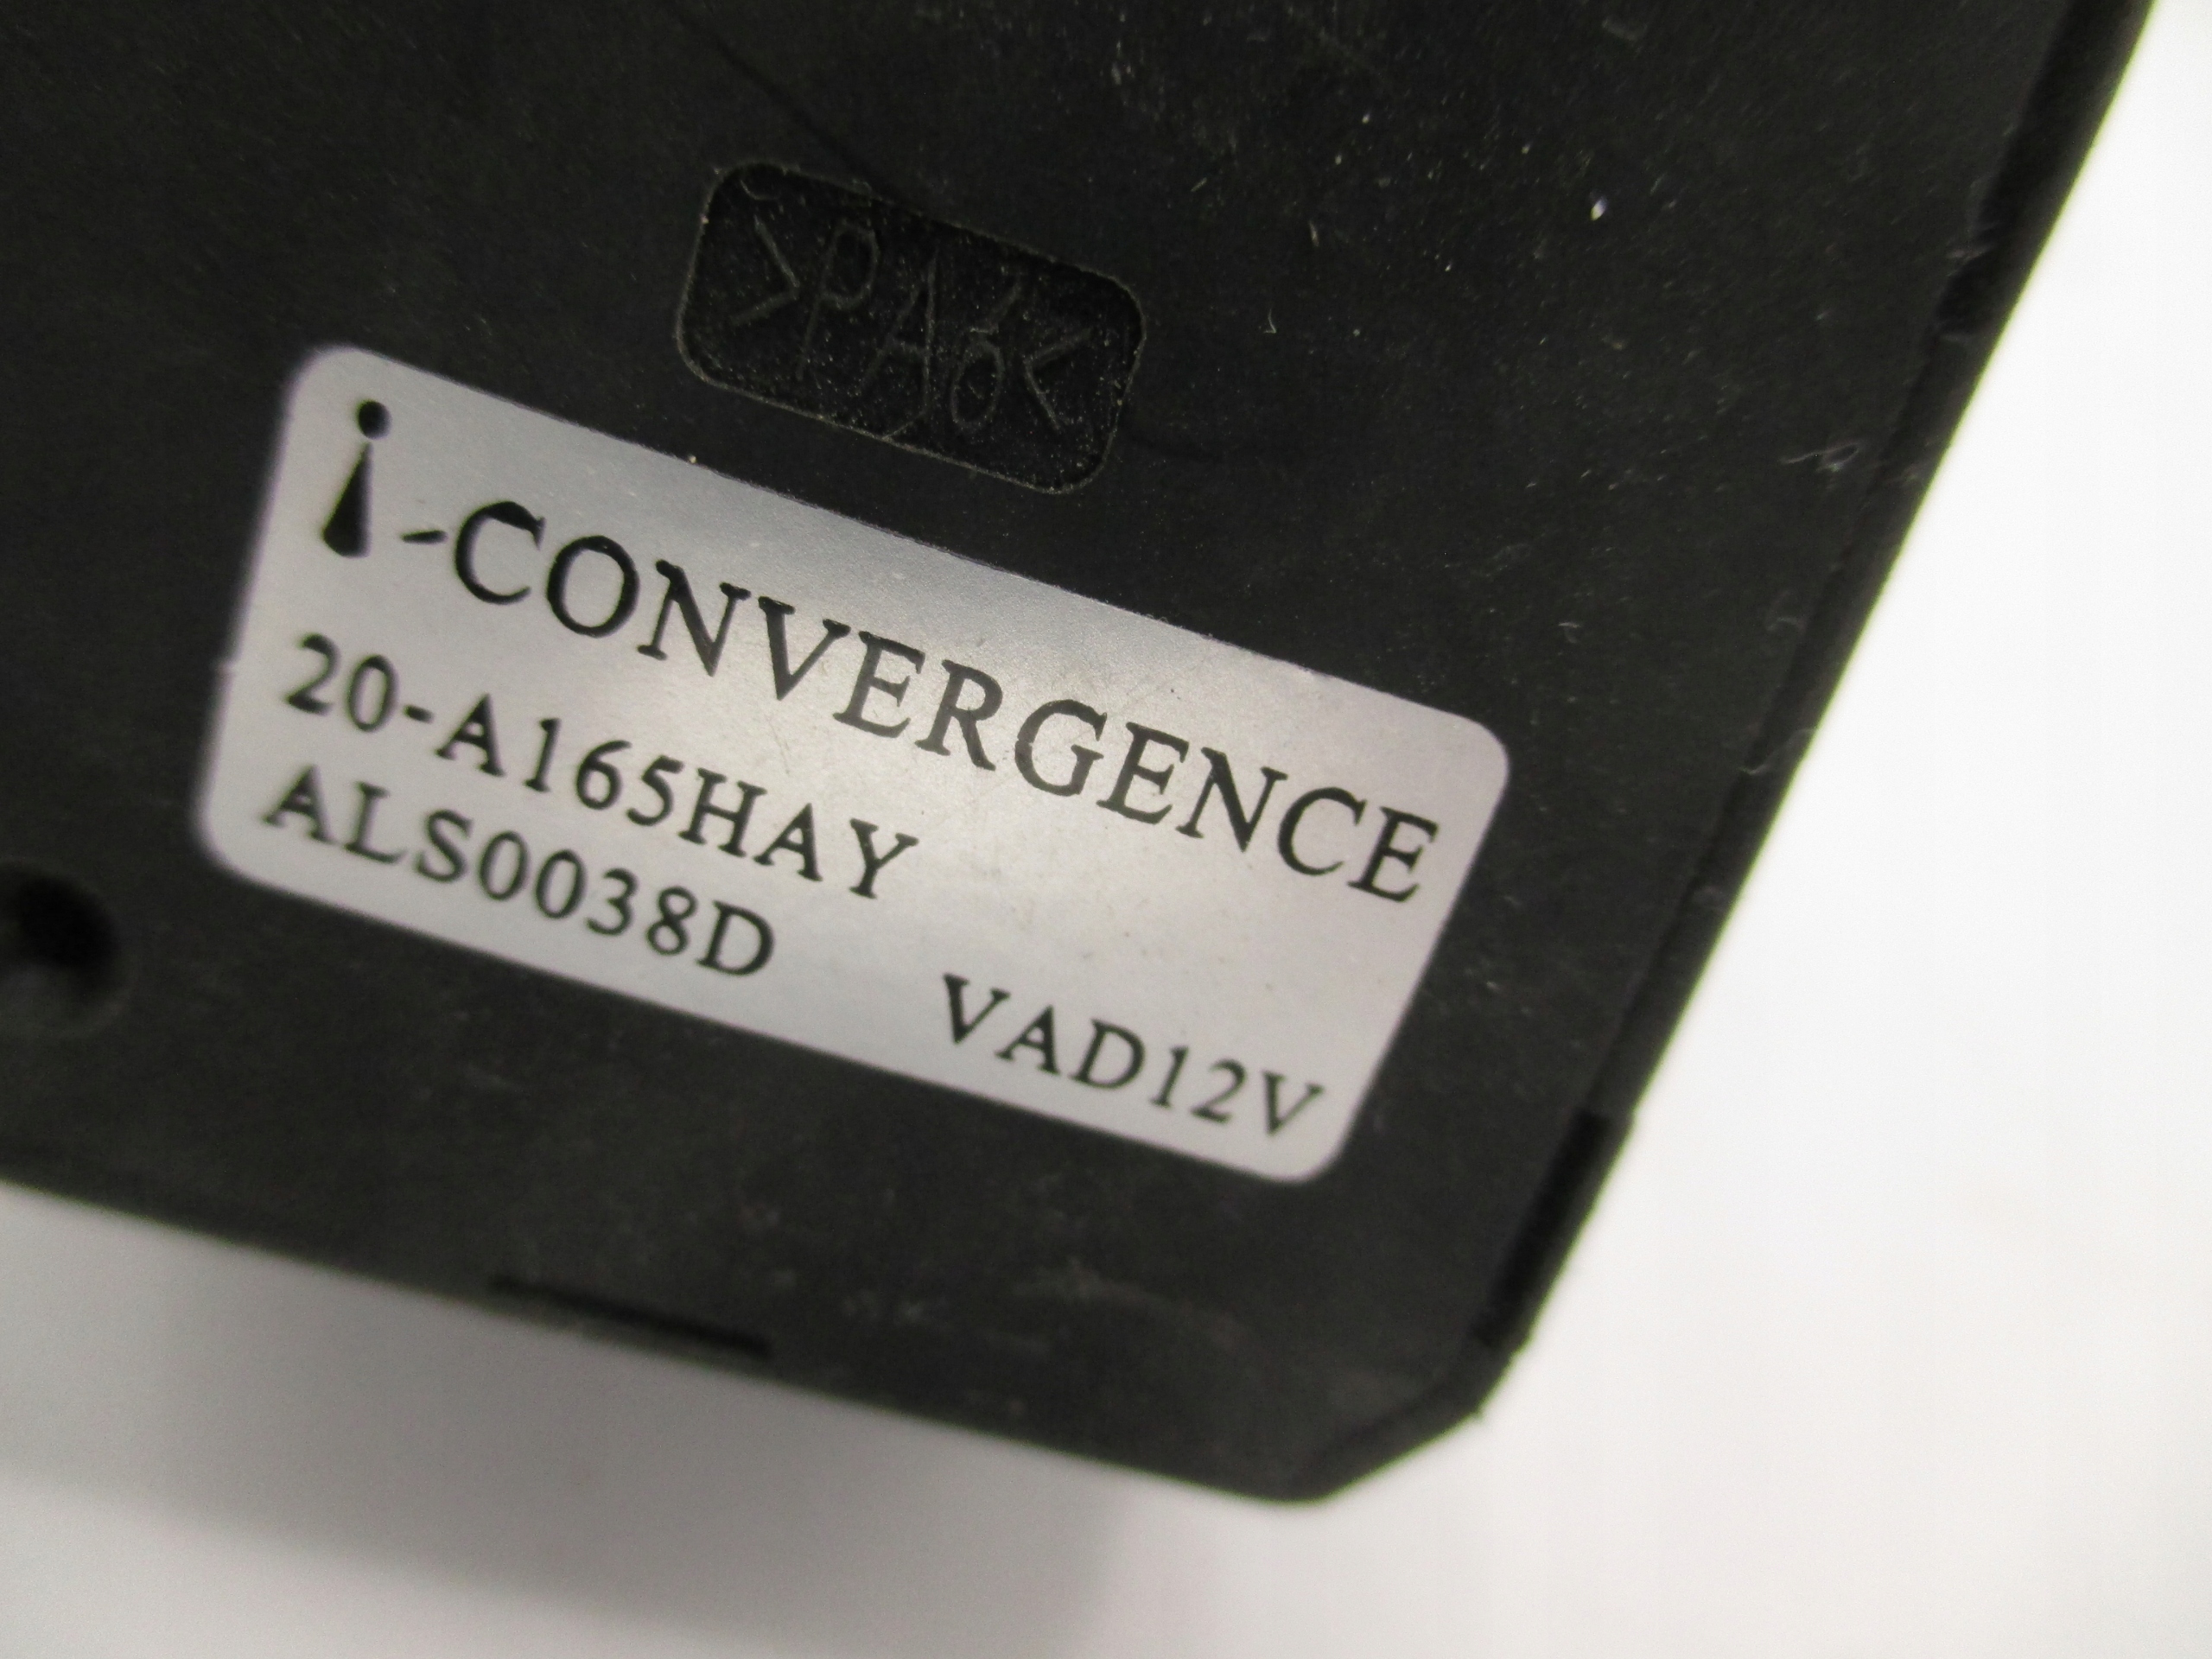 >PA6<
i-CONVERGENCE
20-A165HAY
ALS0038D VAD12V